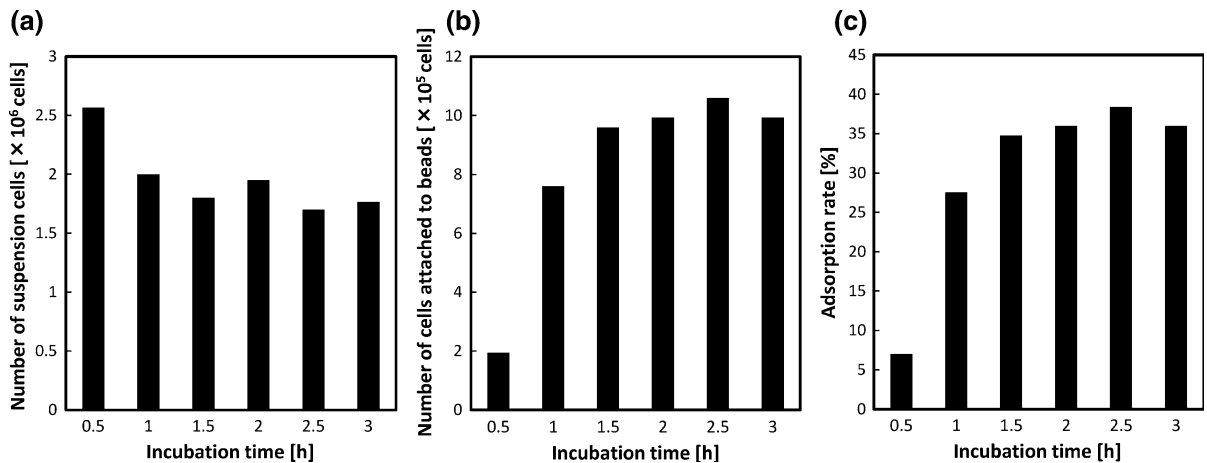 (a)
Number of suspension cells [×10⁶ cells]
3
2.5
2
1.5
1
0.5
0
0.5 1 1.5 2 2.5 3
Incubation time [h]
(b)
Number of cells attached to beads [×10⁵ cells]
12
10
8
6
4
2
0
0.5 1 1.5 2 2.5 3
Incubation time [h]
(c)
Adsorption rate [%]
45
40
35
30
25
20
15
10
5
0
0.5 1 1.5 2 2.5 3
Incubation time [h]